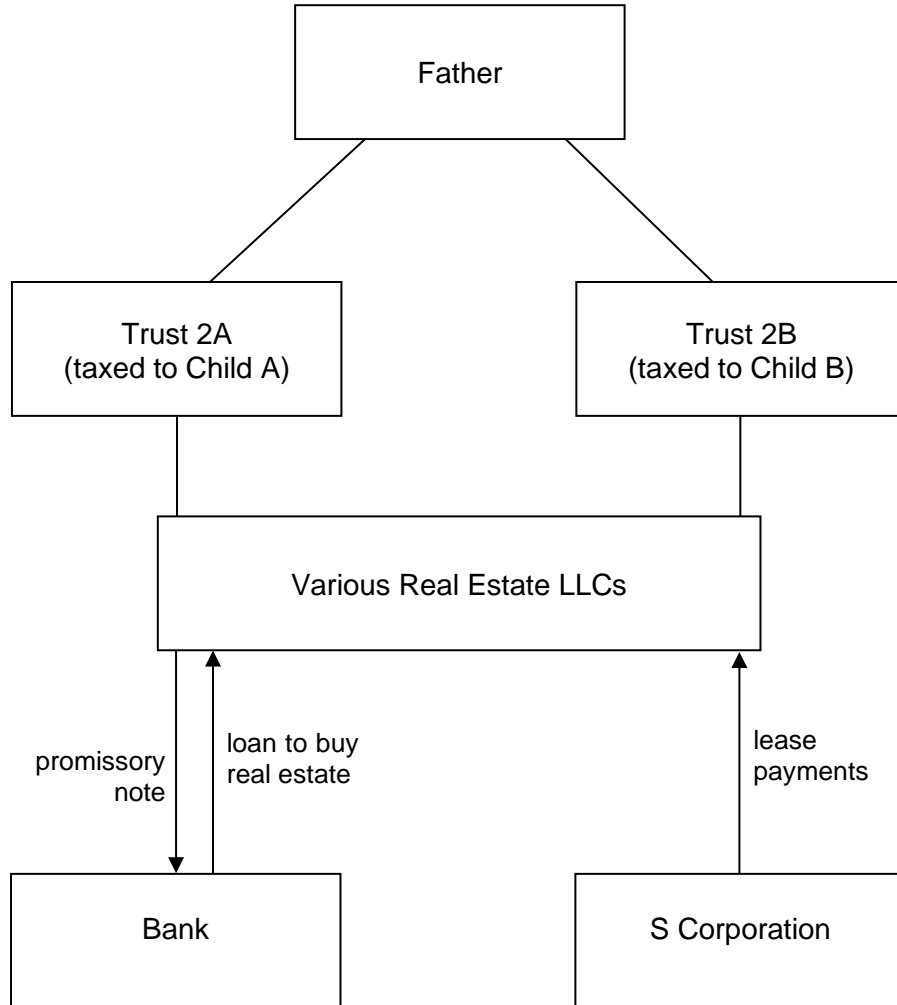 Father
Trust 2A
(taxed to Child A)
Trust 2B
(taxed to Child B)
Various Real Estate LLCs
promissory
note
loan to buy
real estate
lease
payments
Bank
S Corporation